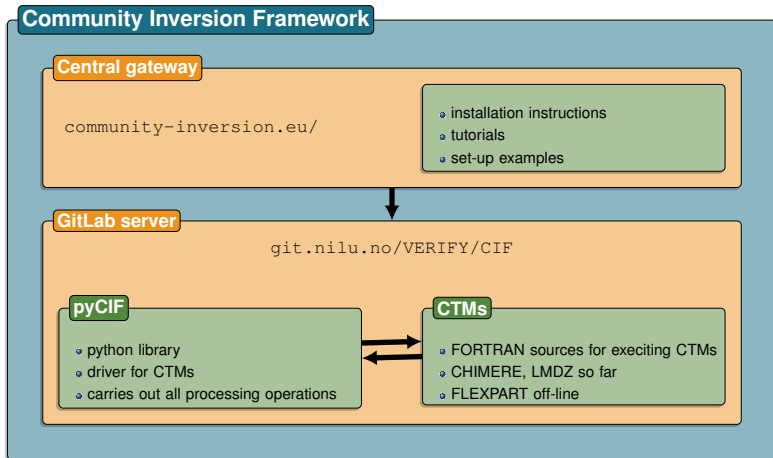 Community Inversion Framework
Central gateway
community-inversion.eu/
installation instructions
tutorials
set-up examples
GitLab server
git.nilu.no/VERIFY/CIF
pyCIF
python library
driver for CTMs
carries out all processing operations
CTMs
FORTRAN sources for execiting CTMs
CHIMERE, LMDZ so far
FLEXPART off-line